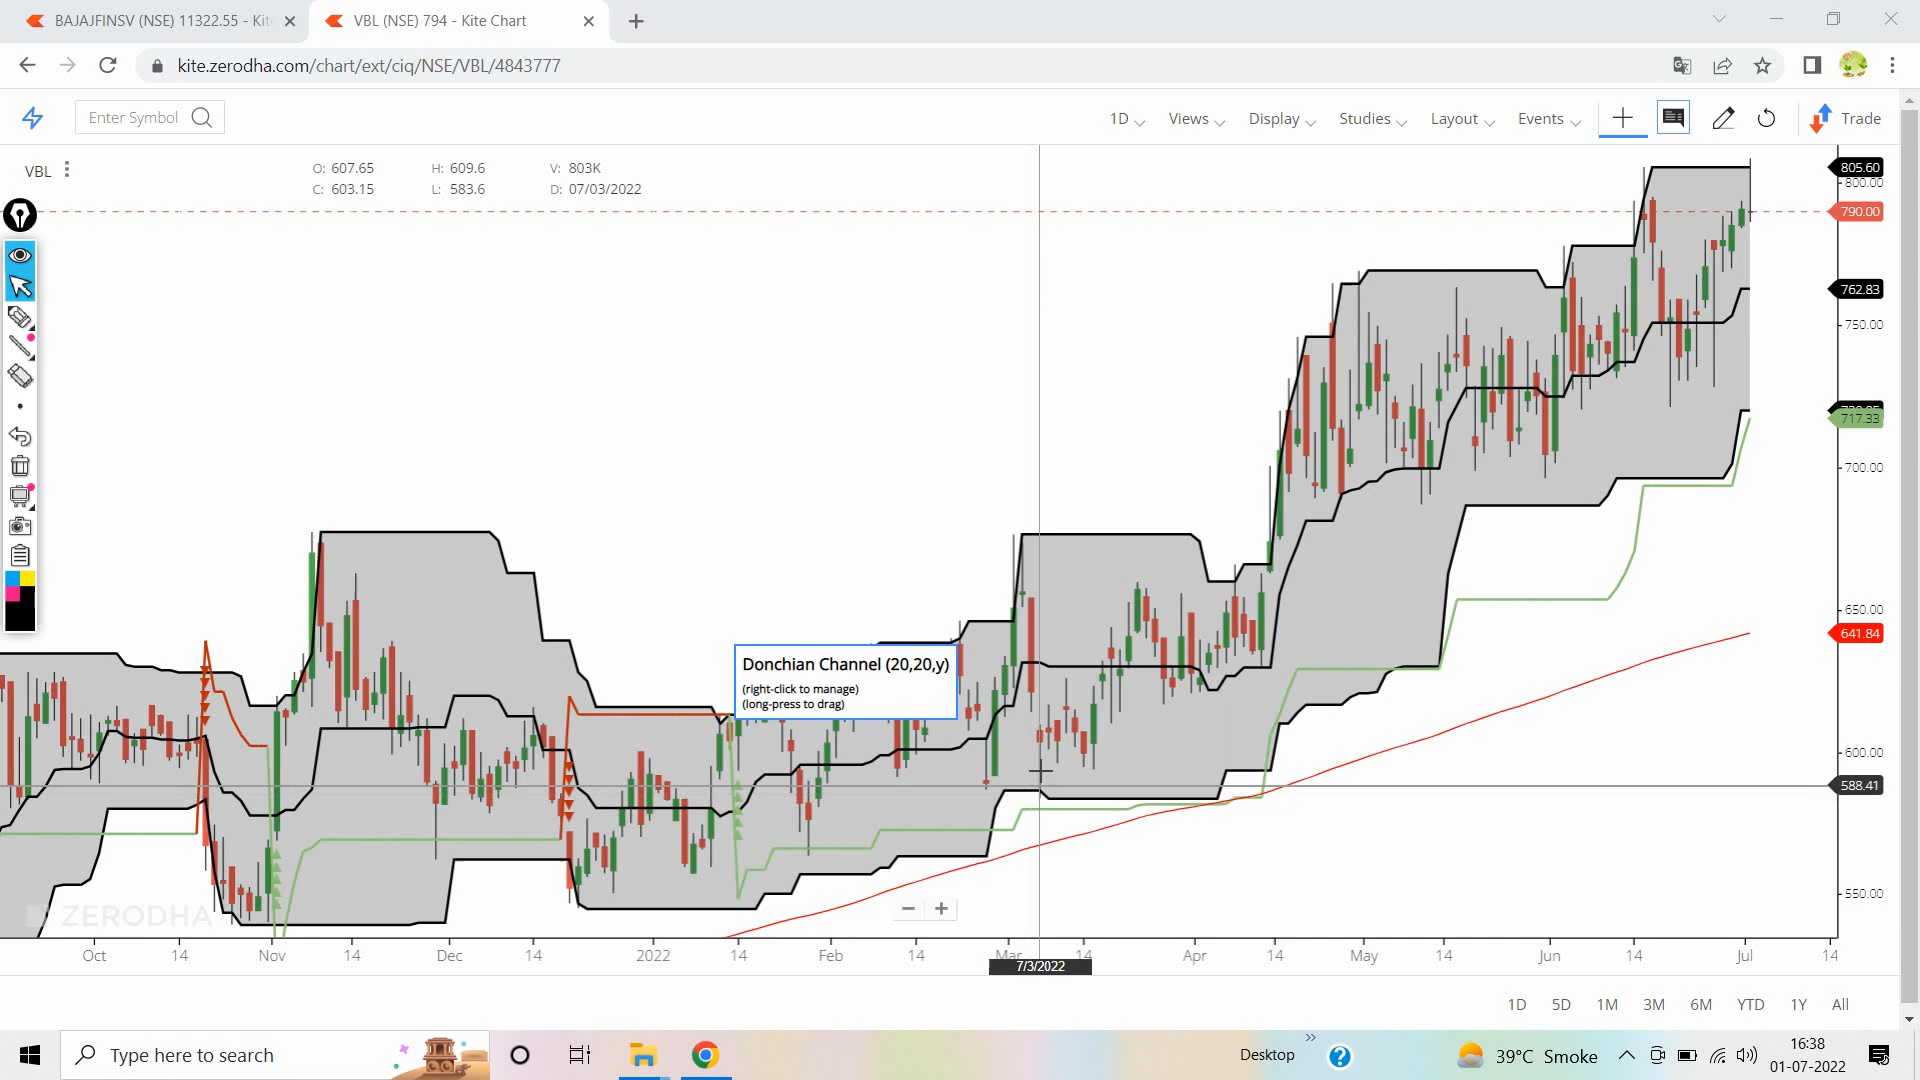 BAJAJFINSV (NSE) 11322.55 - Kit
VBL (NSE) 794 - Kite Chart
kite.zerodha.com/chart/ext/ciq/NSE/VBL/4843777
Enter Symbol
1D Views Display Studies Layout Events Trade
VBL
O: 607.65 H: 609.6 V: 803K
C: 603.15 L: 583.6 D: 07/03/2022
805.60
800.00
790.00
762.83
750.00
717.33
700.00
650.00
641.84
Donchian Channel (20,20,y)
(right-click to manage)
(long-press to drag)
600.00
588.41
550.00
ZERODHA
Oct 14 Nov 14 Dec 14 2022 14 Feb 14 Mar 14 Apr 14 May 14 Jun 14 Jul 14
7/3/2022
1D 5D 1M 3M 6M YTD 1Y All
Type here to search
Desktop
39°C Smoke
16:38
01-07-2022